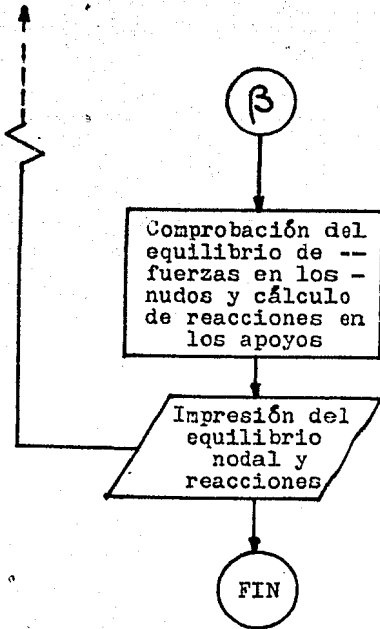 β
Comprobación del
equilibrio de --
fuerzas en los -
nudos y cálculo
de reacciones en
los apoyos
Impresión del
equilibrio
nodal y
reacciones
FIN